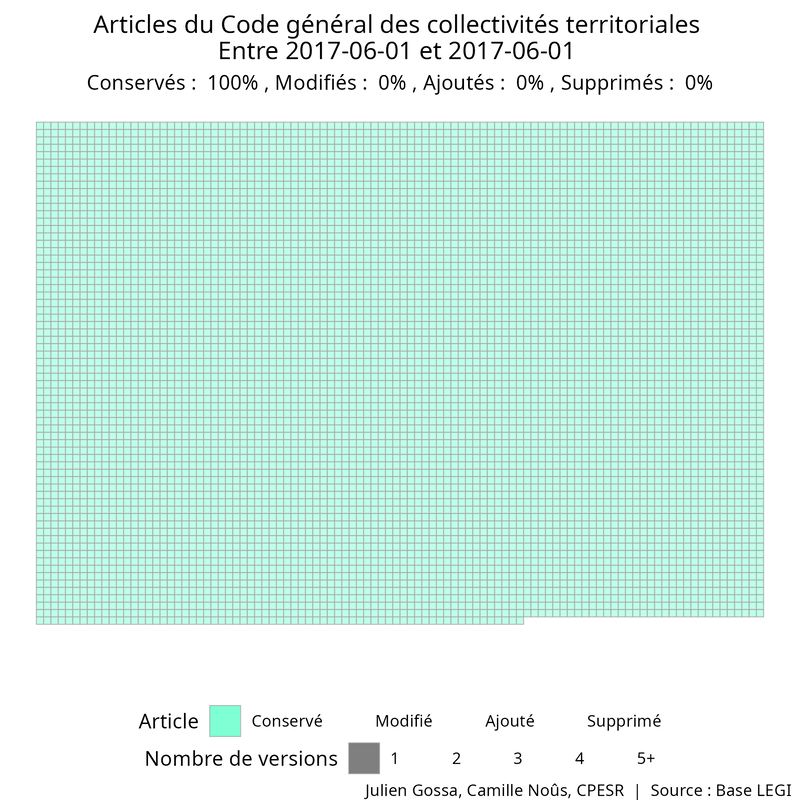 Articles du Code général des collectivités territoriales
Entre 2017-06-01 et 2017-06-01
Conservés :  100% , Modifiés :  0% , Ajoutés :  0% , Supprimés :  0%
Article Conservé Modifié Ajouté Supprimé
Nombre de versions 1 2 3 4 5+
Julien Gossa, Camille Noûs, CPESR  |  Source : Base LEGI